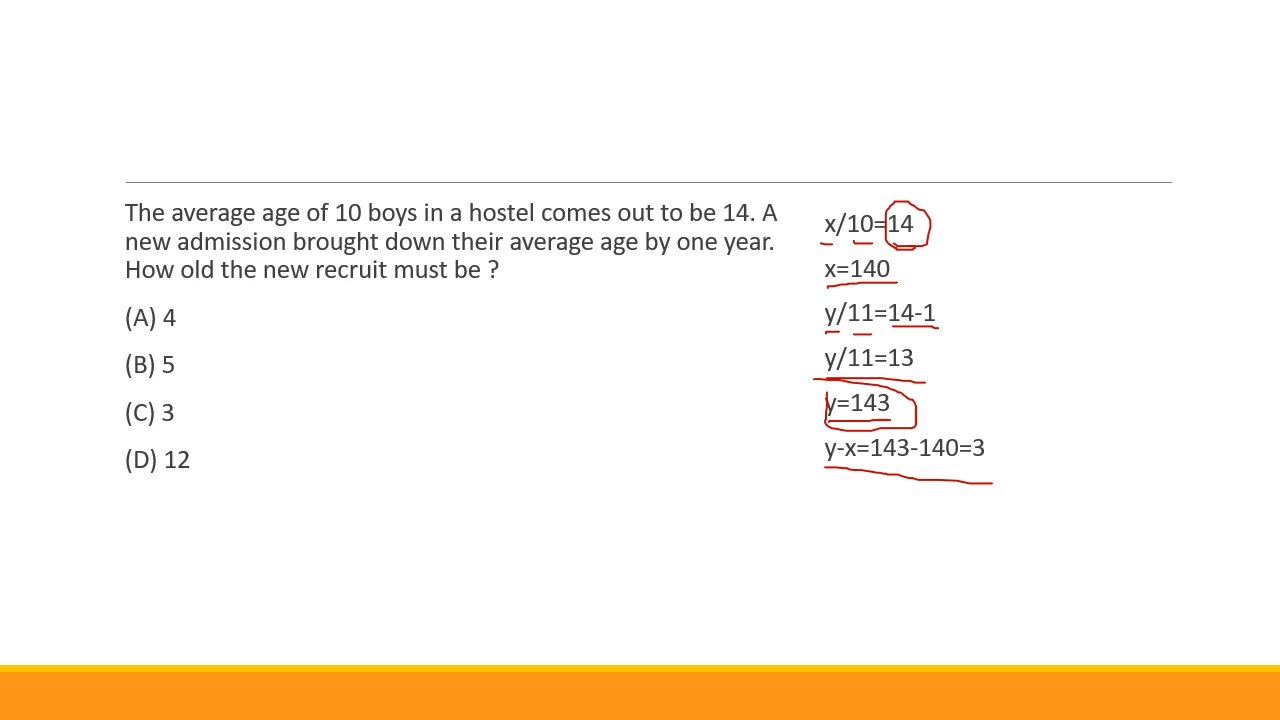 The average age of 10 boys in a hostel comes out to be 14. A
new admission brought down their average age by one year.
How old the new recruit must be ?
(A) 4
(B) 5
(C) 3
(D) 12
x/10=14
x=140
y/11=14-1
y/11=13
y=143
y-x=143-140=3